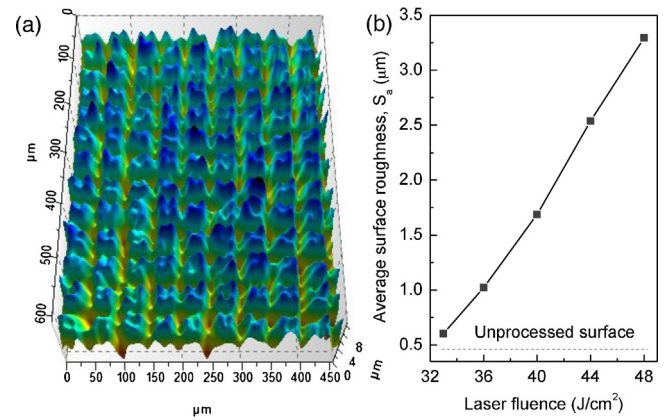 (a)
0
100
200
300
400
500
600
μm
0 50 100 150 200 250 300 350 400 450
μm
0
4
8
μm
(b)
3.5
3.0
2.5
2.0
1.5
1.0
0.5
Average surface roughness, Sa (μm)
Unprocessed surface
32 36 40 44 48
Laser fluence (J/cm²)